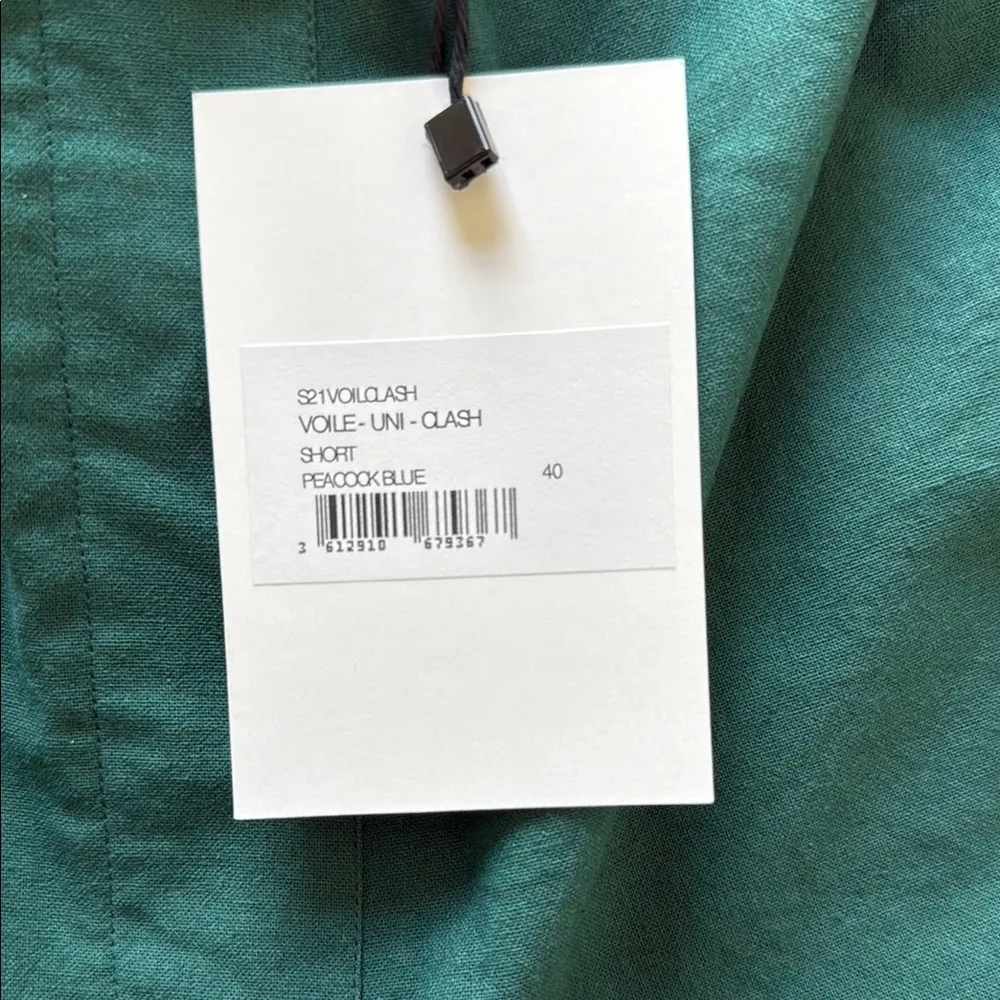 S21VOILCLASH
VOILE - UNI - CLASH
SHORT
PEACOCK BLUE 40
3 612910 679367